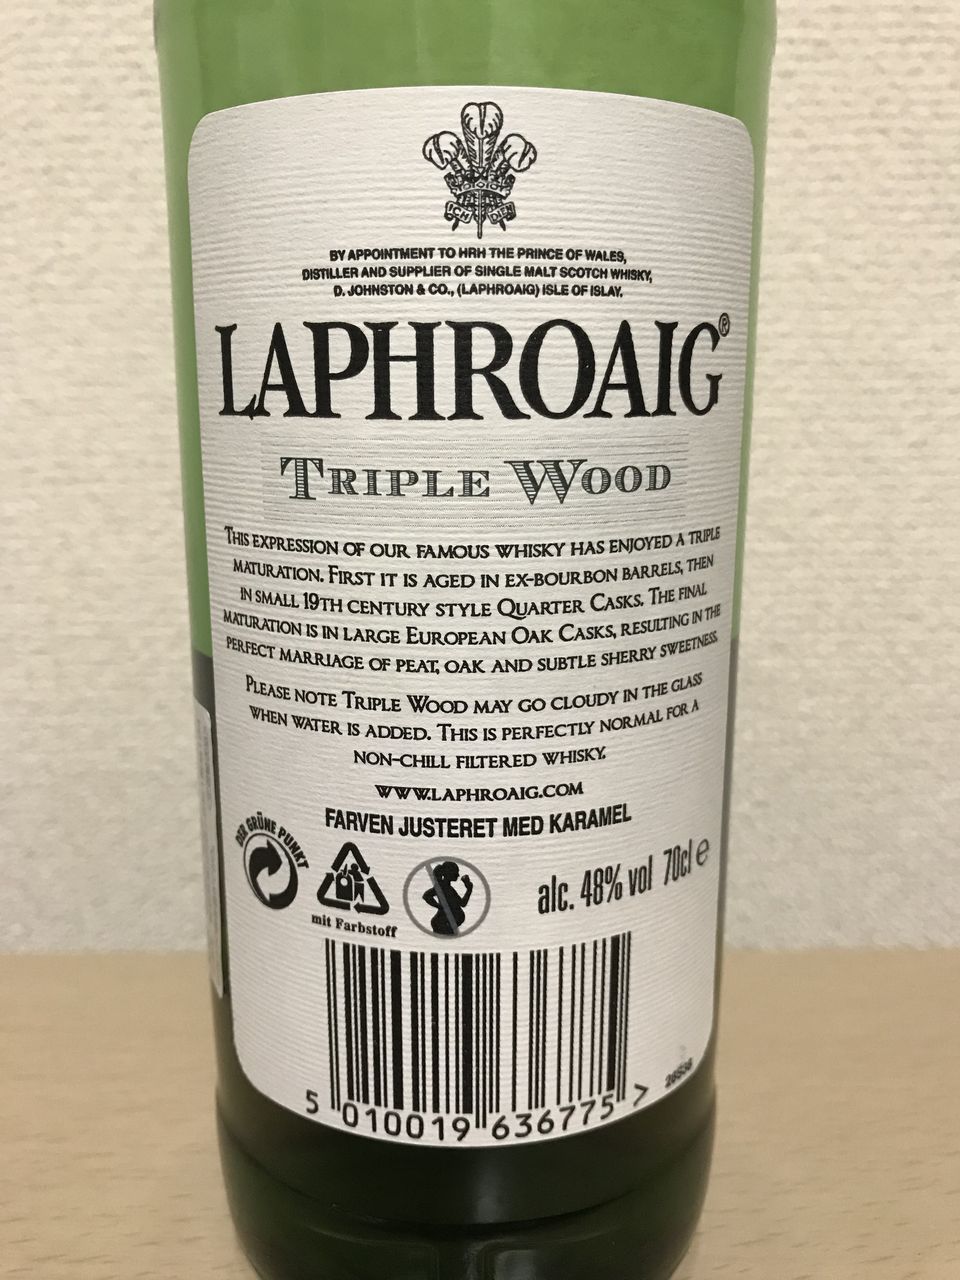 ICH DIEN
BY APPOINTMENT TO HRH THE PRINCE OF WALES,
DISTILLER AND SUPPLIER OF SINGLE MALT SCOTCH WHISKY,
D. JOHNSTON & CO., (LAPHROAIG) ISLE OF ISLAY.
LAPHROAIG®
TRIPLE WOOD
THIS EXPRESSION OF OUR FAMOUS WHISKY HAS ENJOYED A TRIPLE
MATURATION. FIRST IT IS AGED IN EX-BOURBON BARRELS, THEN
IN SMALL 19TH CENTURY STYLE QUARTER CASKS. THE FINAL
MATURATION IS IN LARGE EUROPEAN OAK CASKS, RESULTING IN THE
PERFECT MARRIAGE OF PEAT, OAK AND SUBTLE SHERRY SWEETNESS.
PLEASE NOTE TRIPLE WOOD MAY GO CLOUDY IN THE GLASS
WHEN WATER IS ADDED. THIS IS PERFECTLY NORMAL FOR A
NON-CHILL FILTERED WHISKY.
WWW.LAPHROAIG.COM
FARVEN JUSTERET MED KARAMEL
DER GRÜNE PUNKT
mit Farbstoff
alc. 48% vol 70cl e
5 010019 636775 >